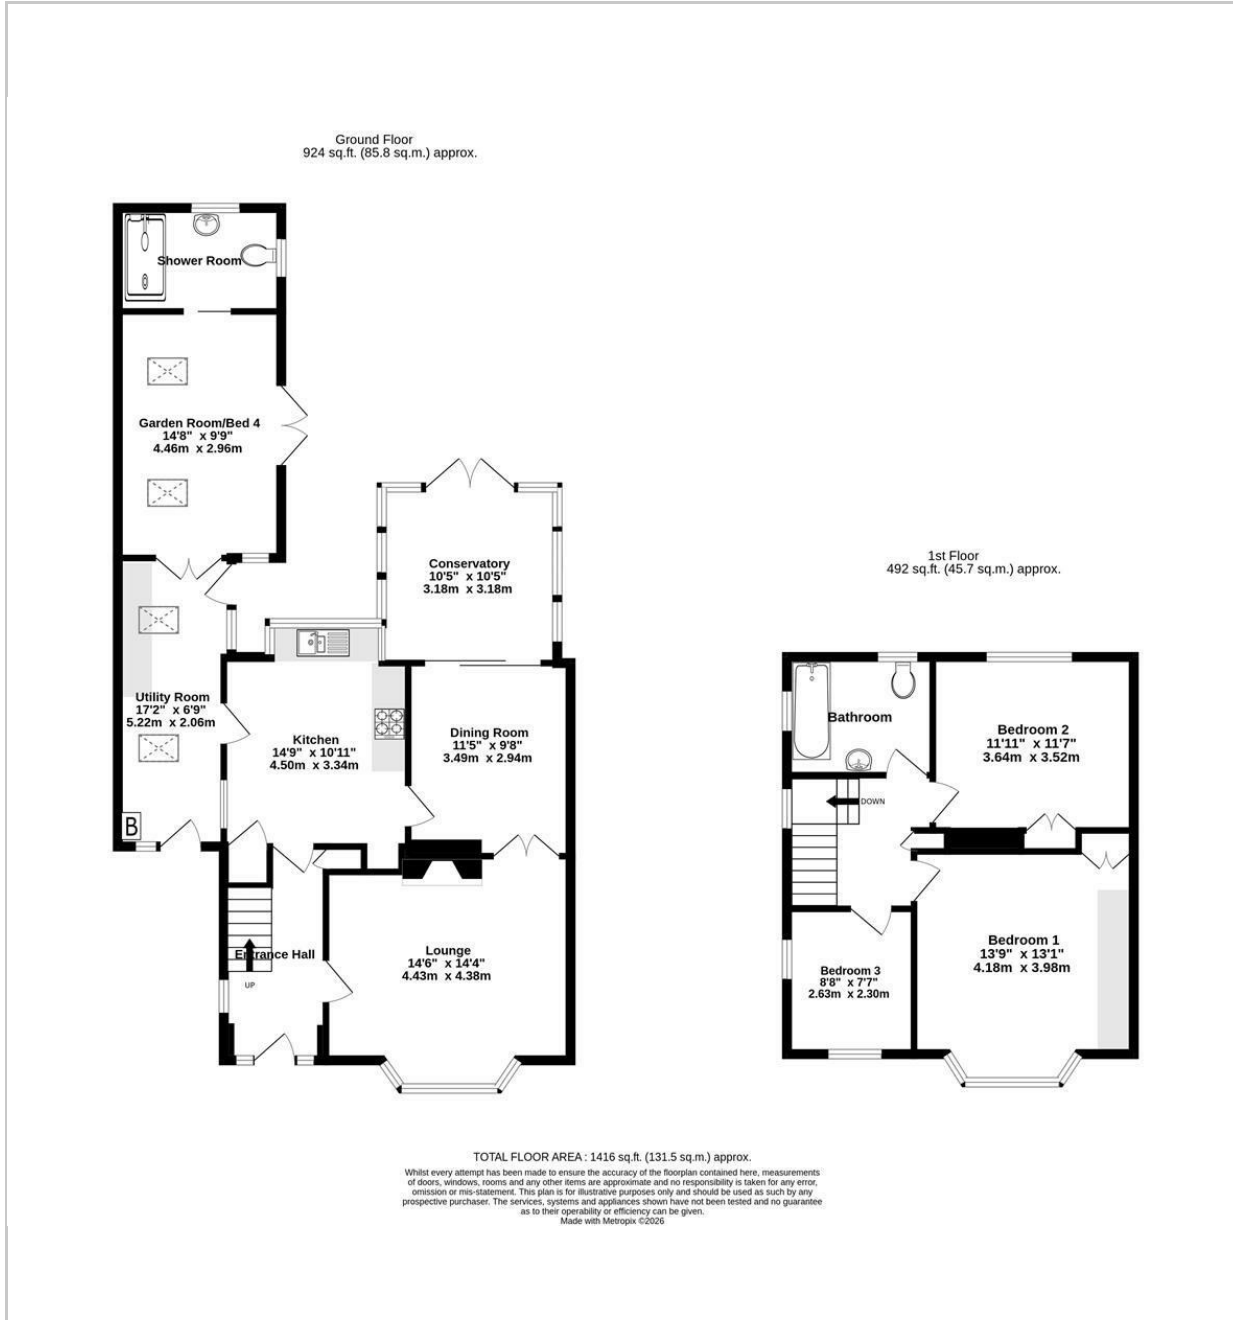 Ground Floor
924 sq.ft. (85.8 sq.m.) approx.
Shower Room
Garden Room/Bed 4
14'8" x 9'9"
4.46m x 2.96m
Conservatory
10'5" x 10'5"
3.18m x 3.18m
Utility Room
17'2" x 6'9"
5.22m x 2.06m
Kitchen
14'9" x 10'11"
4.50m x 3.34m
Dining Room
11'5" x 9'8"
3.49m x 2.94m
B
Entrance Hall
UP
Lounge
14'6" x 14'4"
4.43m x 4.38m
1st Floor
492 sq.ft. (45.7 sq.m.) approx.
Bathroom
Bedroom 2
11'11" x 11'7"
3.64m x 3.52m
DOWN
Bedroom 1
13'9" x 13'1"
4.18m x 3.98m
Bedroom 3
8'8" x 7'7"
2.63m x 2.30m
TOTAL FLOOR AREA : 1416 sq.ft. (131.5 sq.m.) approx.
Whilst every attempt has been made to ensure the accuracy of the floorplan contained here, measurements
of doors, windows, rooms and any other items are approximate and no responsibility is taken for any error,
omission or mis-statement. This plan is for illustrative purposes only and should be used as such by any
prospective purchaser. The services, systems and appliances shown have not been tested and no guarantee
as to their operability or efficiency can be given.
Made with Metropix ©2026